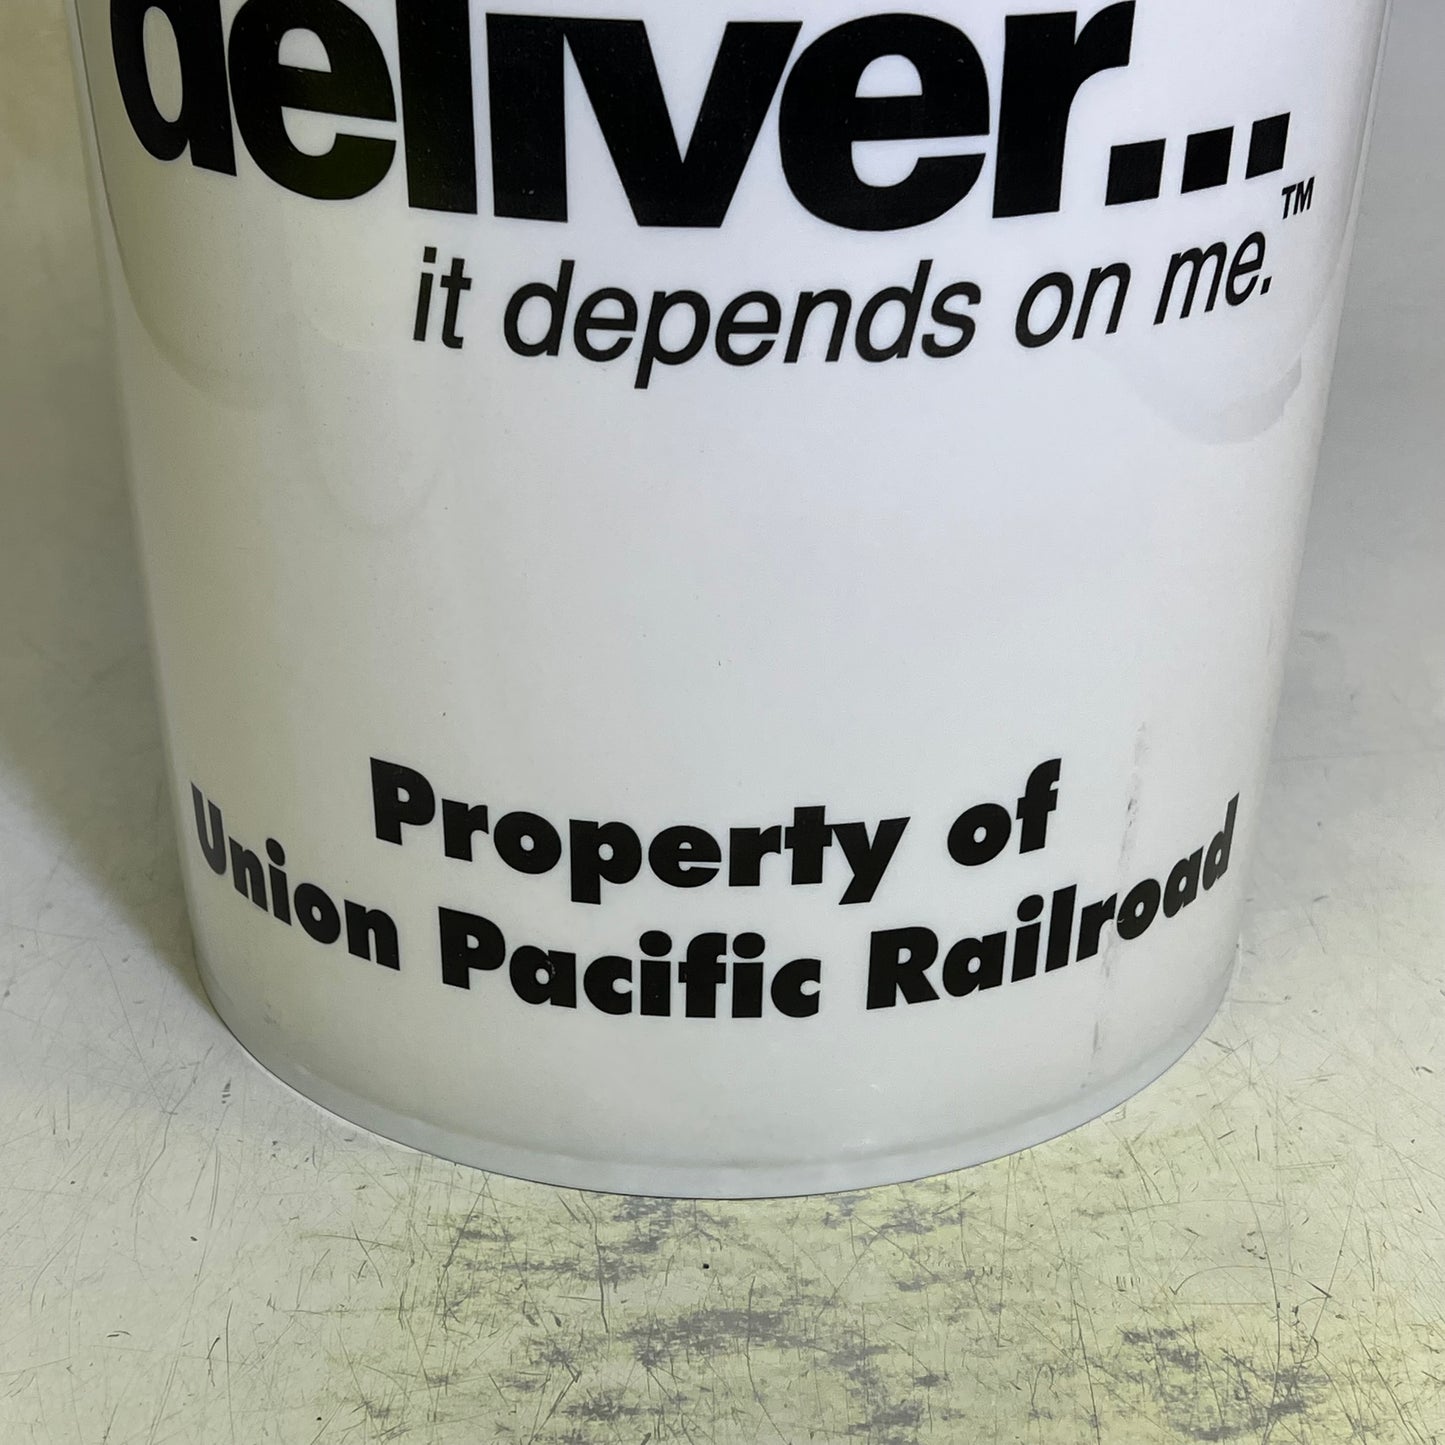 deliver...™
it depends on me.
Property of
Union Pacific Railroad